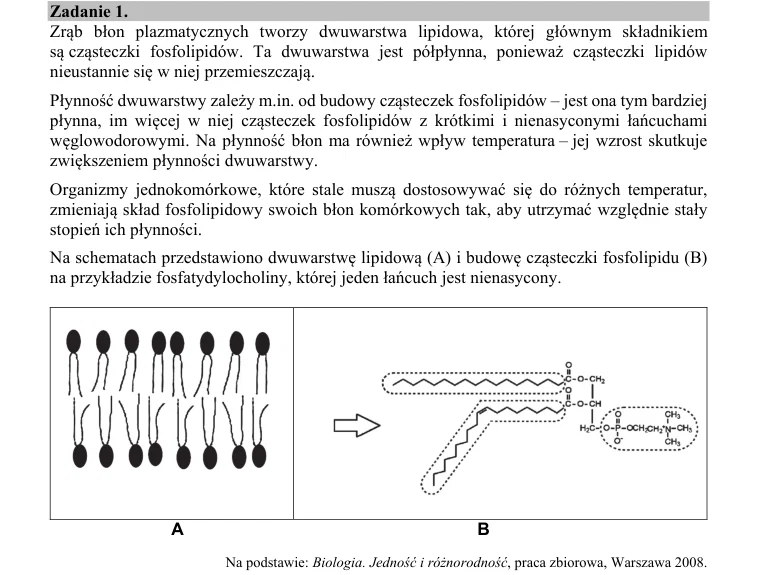 Zadanie 1.
Zrąb błon plazmatycznych tworzy dwuwarstwa lipidowa, której głównym składnikiem
są cząsteczki fosfolipidów. Ta dwuwarstwa jest półpłynna, ponieważ cząsteczki lipidów
nieustannie się w niej przemieszczają.
Płynność dwuwarstwy zależy m.in. od budowy cząsteczek fosfolipidów – jest ona tym bardziej
płynna, im więcej w niej cząsteczek fosfolipidów z krótkimi i nienasyconymi łańcuchami
węglowodorowymi. Na płynność błon ma również wpływ temperatura – jej wzrost skutkuje
zwiększeniem płynności dwuwarstwy.
Organizmy jednokomórkowe, które stale muszą dostosowywać się do różnych temperatur,
zmieniają skład fosfolipidowy swoich błon komórkowych tak, aby utrzymać względnie stały
stopień ich płynności.
Na schematach przedstawiono dwuwarstwę lipidową (A) i budowę cząsteczki fosfolipidu (B)
na przykładzie fosfatydylocholiny, której jeden łańcuch jest nienasycony.
O
C-O-CH₂
O
C-O-CH
H₂C-O-P-OCH₂CH₂N⁺-CH₃
O
O⁻
CH₃
CH₃
A
B
Na podstawie: Biologia. Jedność i różnorodność, praca zbiorowa, Warszawa 2008.